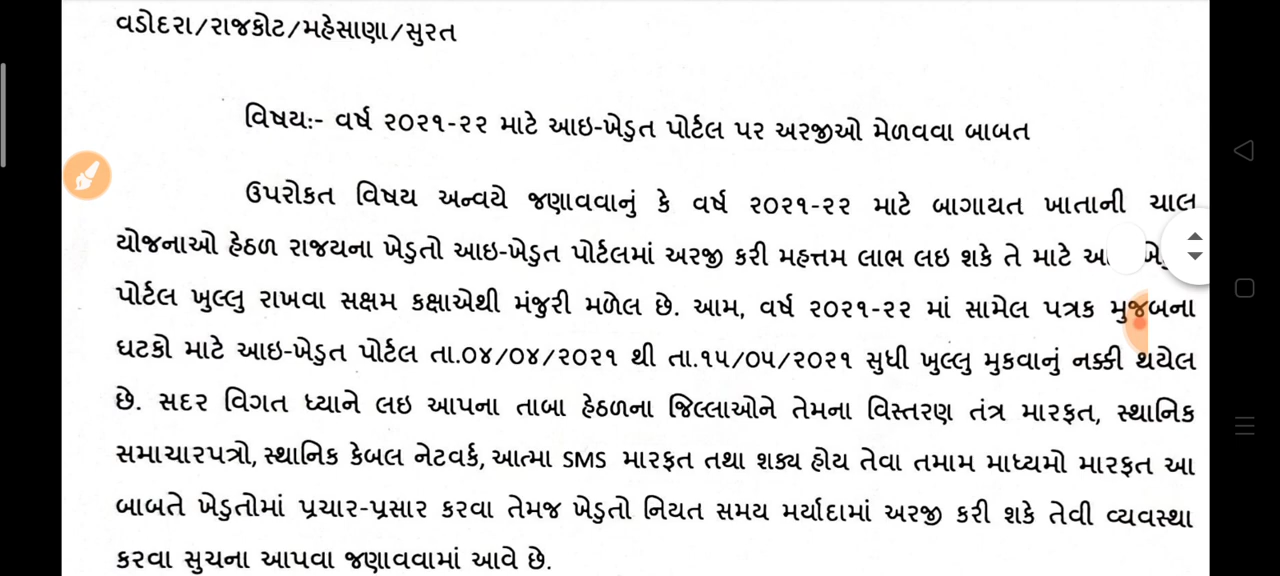 વડોદરા/રાજકોટ/મહેસાણા/સુરત
વિષયઃ- વર્ષ ૨૦૨૧-૨૨ માટે આઇ-ખેડુત પોર્ટલ પર અરજીઓ મેળવવા બાબત
ઉપરોકત વિષય અન્વયે જણાવવાનું કે વર્ષ ૨૦૨૧-૨૨ માટે બાગાયત ખાતાની ચાલ
યોજનાઓ હેઠળ રાજયના ખેડુતો આઇ-ખેડુત પોર્ટલમાં અરજી કરી મહત્તમ લાભ લઇ શકે તે માટે
પોર્ટલ ખુલ્લુ રાખવા સક્ષમ કક્ષાએથી મંજુરી મળેલ છે. આમ, વર્ષ ૨૦૨૧-૨૨ માં સામેલ પત્રક મુજબના
ઘટકો માટે આઇ-ખેડુત પોર્ટલ તા.૦૪/૦૪/૨૦૨૧ થી તા.૧૫/૦૫/૨૦૨૧ સુધી ખુલ્લુ મુકવાનું નક્કી થયેલ
છે. સદર વિગત ધ્યાને લઇ આપના તાબા હેઠળના જિલ્લાઓને તેમના વિસ્તરણ તંત્ર મારફત, સ્થાનિક
સમાચારપત્રો, સ્થાનિક કેબલ નેટવર્ક, આત્મા SMS મારફત તથા શક્ય હોય તેવા તમામ માધ્યમો મારફત આ
બાબતે ખેડુતોમાં પ્રચાર-પ્રસાર કરવા તેમજ ખેડુતો નિયત સમય મર્યાદામાં અરજી કરી શકે તેવી વ્યવસ્થા
કરવા સુચના આપવા જણાવવામાં આવે છે.